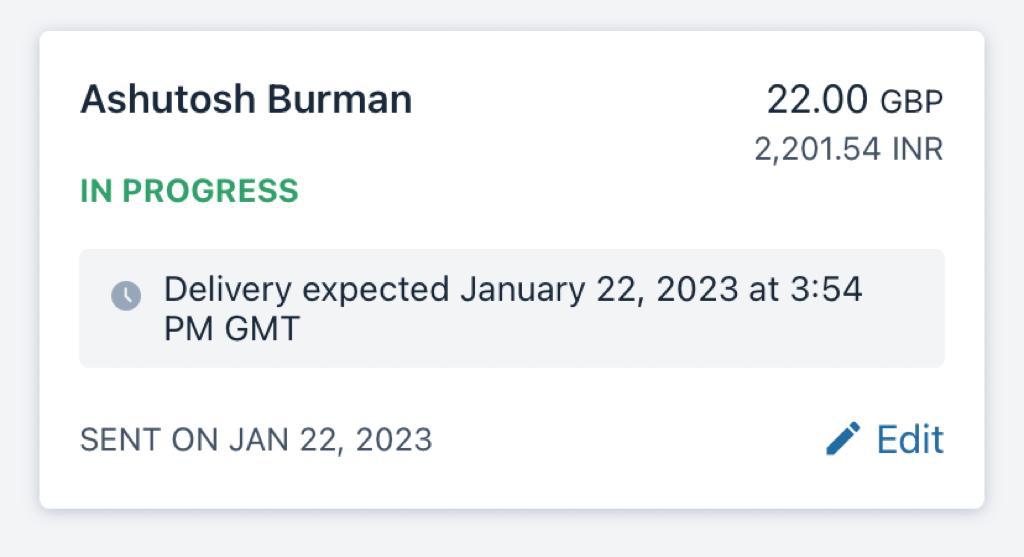 Ashutosh Burman
22.00 GBP
2,201.54 INR
IN PROGRESS
Delivery expected January 22, 2023 at 3:54
PM GMT
SENT ON JAN 22, 2023
Edit